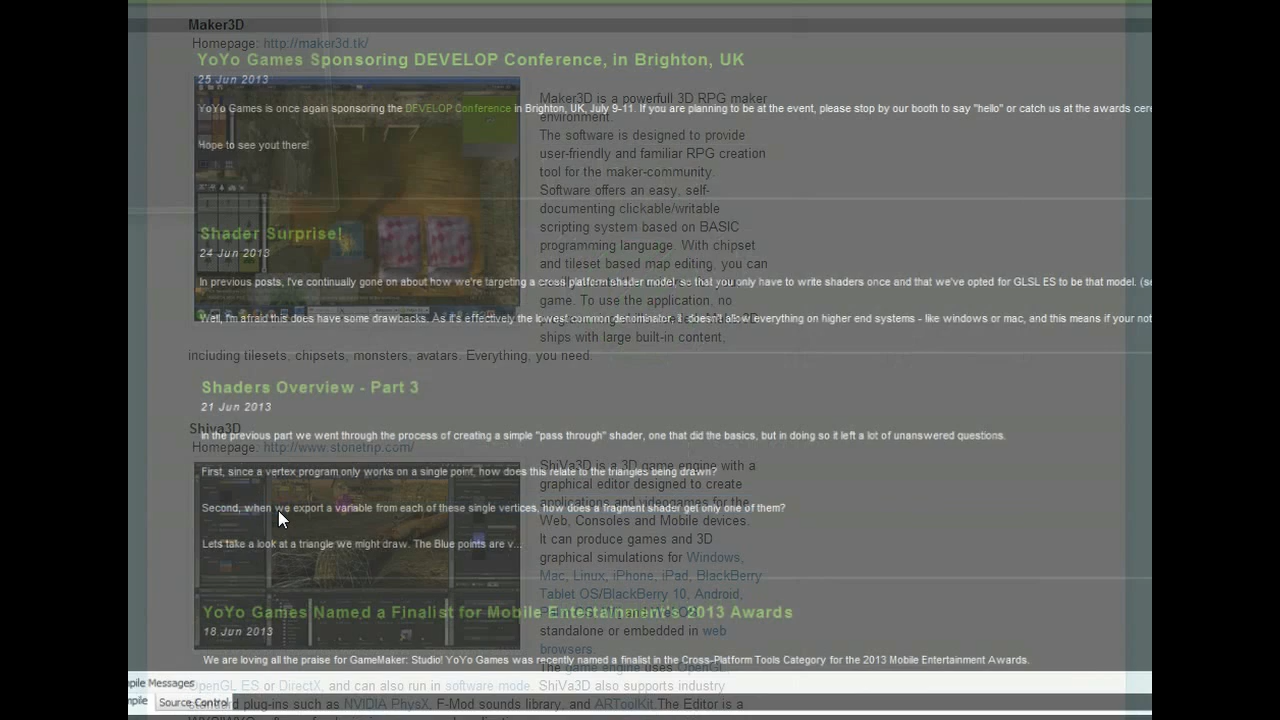 Maker3D
Homepage: http://maker3d.tk/
YoYo Games Sponsoring DEVELOP Conference, in Brighton, UK
25 Jun 2013
YoYo Games is once again sponsoring the DEVELOP Conference in Brighton, UK, July 9-11. If you are planning to be at the event, please stop by our booth to say "hello" or catch us at the awards cere
Hope to see yout there!
Maker3D is a powerfull 3D RPG maker
environment.
The software is designed to provide
user-friendly and familiar RPG creation
tool for the maker-community.
Software offers an easy, self-
documenting clickable/writable
scripting system based on BASIC
programming language. With chipset
and tileset based map editing, you can
game. To use the application, no
ships with large built-in content,
including tilesets, chipsets, monsters, avatars. Everything, you need.
Shader Surprise!
24 Jun 2013
In previous posts, I've continually gone on about how we're targeting a cross platform shader model, so that you only have to write shaders once and that we've opted for GLSL ES to be that model. (so
Well, I'm afraid this does have some drawbacks. As it's effectively the lowest common denominator, it doesn't allow everything on higher end systems - like windows or mac, and this means if your not
Shaders Overview - Part 3
21 Jun 2013
In the previous part we went through the process of creating a simple "pass through" shader, one that did the basics, but in doing so it left a lot of unanswered questions.
First, since a vertex program only works on a single point, how does this relate to the triangles being drawn?
Second, when we export a variable from each of these single vertices, how does a fragment shader get only one of them?
Lets take a look at a triangle we might draw. The Blue points are v...
Shiva3D
Homepage: http://www.stonetrip.com/
ShiVa3D is a 3D game engine with a
graphical editor designed to create
applications and videogames for the
Web, Consoles and Mobile devices.
It can produce games and 3D
graphical simulations for Windows,
Mac, Linux, iPhone, iPad, BlackBerry
Tablet OS/BlackBerry 10, Android,
standalone or embedded in web
browsers.
The game engine uses OpenGL,
OpenGL ES or DirectX, and can also run in software mode. ShiVa3D also supports industry
standard plug-ins such as NVIDIA PhysX, F-Mod sounds library, and ARToolKit.The Editor is a
YoYo Games Named a Finalist for Mobile Entertainment's 2013 Awards
18 Jun 2013
We are loving all the praise for GameMaker: Studio! YoYo Games was recently named a finalist in the Cross-Platform Tools Category for the 2013 Mobile Entertainment Awards.
pile Messages
mpile Source Control